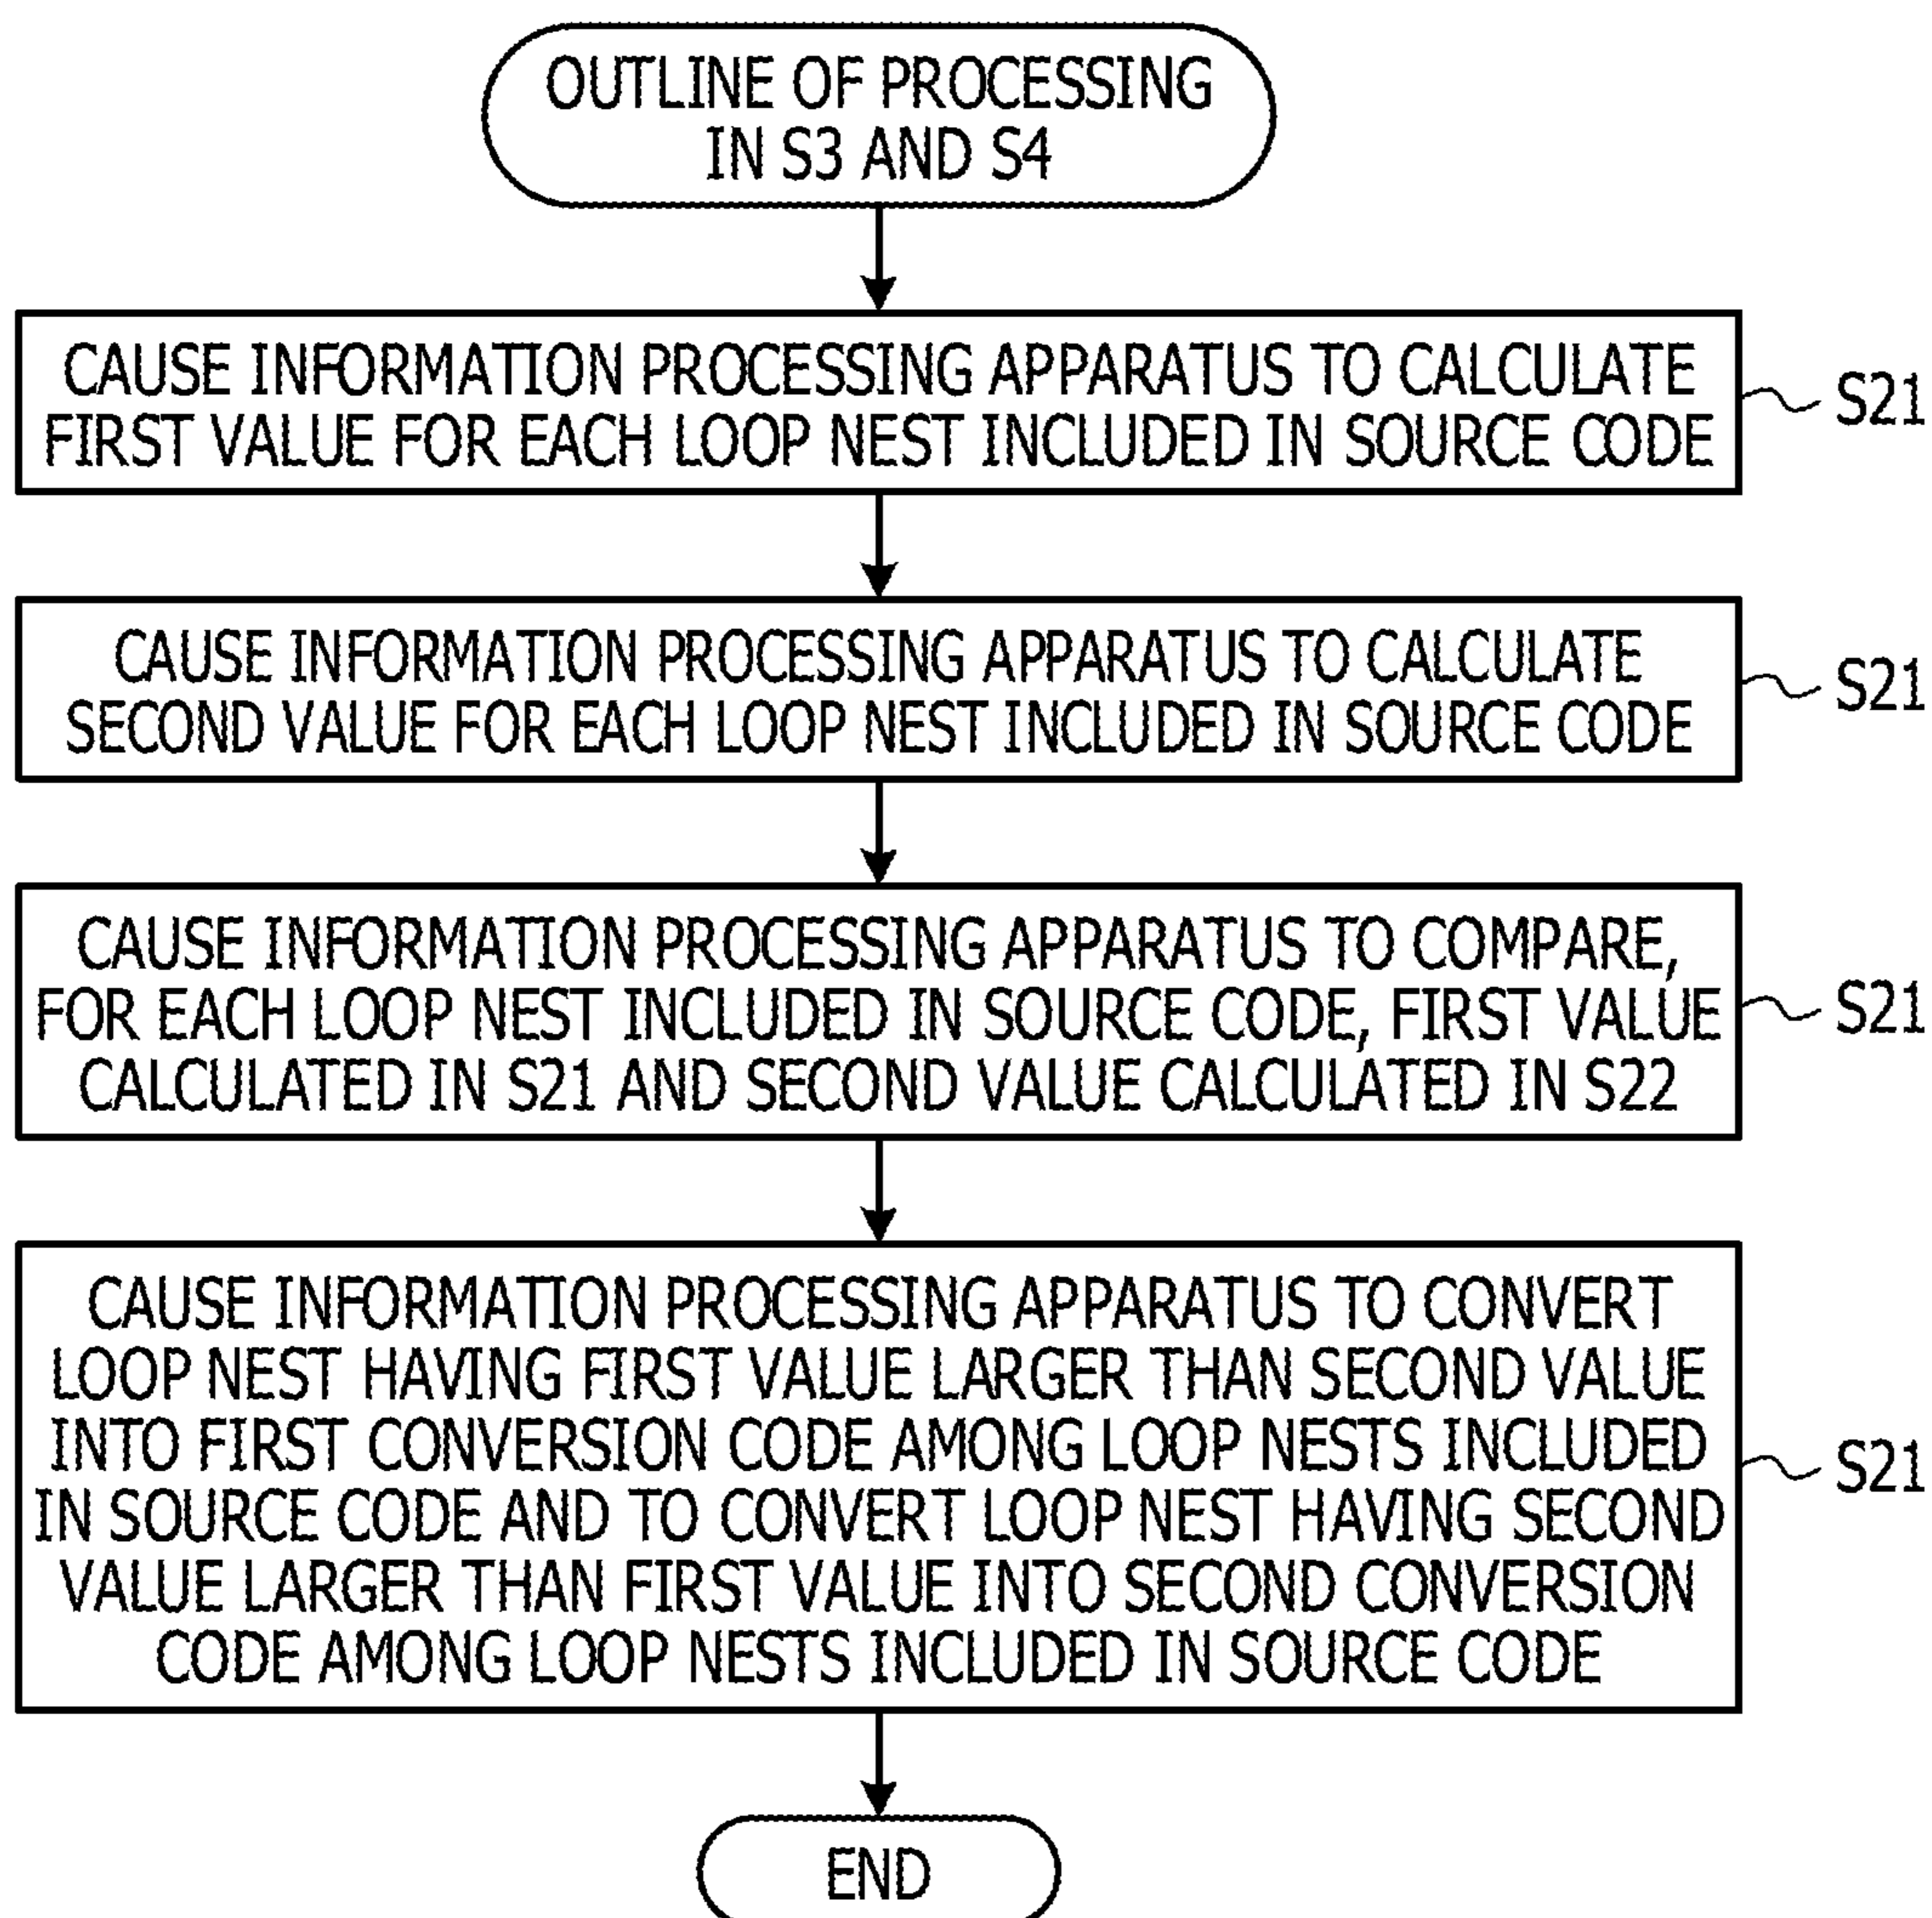 OUTLINE OF PROCESSING
IN S3 AND S4
CAUSE INFORMATION PROCESSING APPARATUS TO CALCULATE
FIRST VALUE FOR EACH LOOP NEST INCLUDED IN SOURCE CODE
S21
CAUSE INFORMATION PROCESSING APPARATUS TO CALCULATE
SECOND VALUE FOR EACH LOOP NEST INCLUDED IN SOURCE CODE
S21
CAUSE INFORMATION PROCESSING APPARATUS TO COMPARE,
FOR EACH LOOP NEST INCLUDED IN SOURCE CODE, FIRST VALUE
CALCULATED IN S21 AND SECOND VALUE CALCULATED IN S22
S21
CAUSE INFORMATION PROCESSING APPARATUS TO CONVERT
LOOP NEST HAVING FIRST VALUE LARGER THAN SECOND VALUE
INTO FIRST CONVERSION CODE AMONG LOOP NESTS INCLUDED
IN SOURCE CODE AND TO CONVERT LOOP NEST HAVING SECOND
VALUE LARGER THAN FIRST VALUE INTO SECOND CONVERSION
CODE AMONG LOOP NESTS INCLUDED IN SOURCE CODE
S21
END